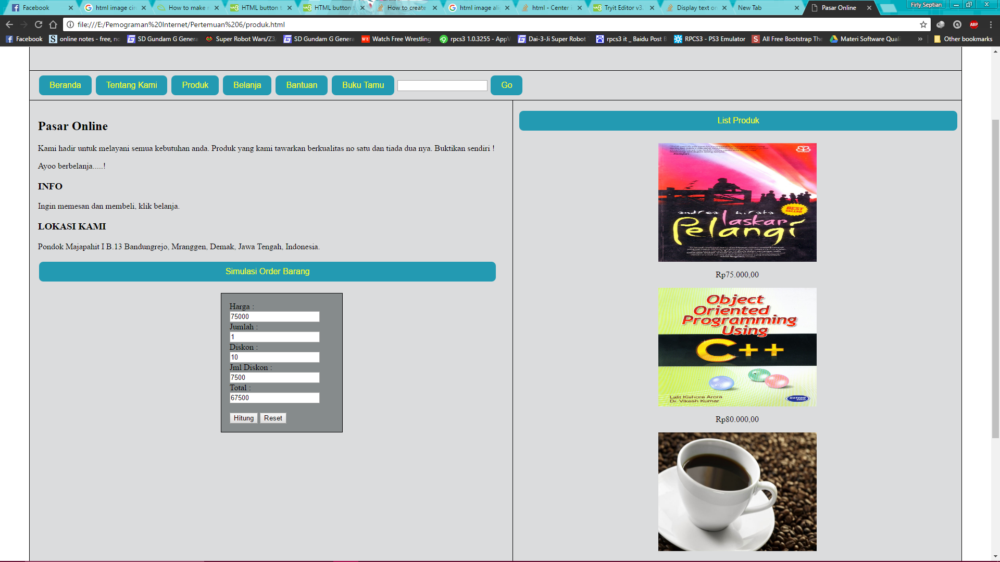 Facebook
html image cir
How to make r
HTML button t
HTML button t
How to create
html image ali
html - Center i
Tryit Editor v3.
Display text on
New Tab
Pasar Online
Firly Septian
file:///E:/Pemograman%20Internet/Pertemuan%206/produk.html
ABP
Facebook
online notes - free, no
SD Gundam G Genera
Super Robot Wars/Z3
SD Gundam G Genera
Watch Free Wrestling
rpcs3 1.0.3255 - AppV
Dai-3-Ji Super Robot
rpcs3 it _ Baidu Post B
RPCS3 - PS3 Emulator
All Free Bootstrap The
Materi Software Quali
Other bookmarks
Beranda
Tentang Kami
Produk
Belanja
Bantuan
Buku Tamu
Go
Pasar Online
Kami hadir untuk melayani semua kebutuhan anda. Produk yang kami tawarkan berkualitas no satu dan tiada dua nya. Buktikan sendiri !
Ayoo berbelanja.....!
INFO
Ingin memesan dan membeli, klik belanja.
LOKASI KAMI
Pondok Majapahit I B.13 Bandungrejo, Mranggen, Demak, Jawa Tengah, Indonesia.
Simulasi Order Barang
Harga :
75000
Jumlah :
1
Diskon :
10
Jml Diskon :
7500
Total :
67500
Hitung
Reset
List Produk
Kompas
andrea hirata
BEST SELLER
Laskar
Pelangi
Rp75.000,00
Object
Oriented
Programming
Using
C++
Lalit Kishore Arora
Dr. Vikesh Kumar
KATSON
Rp80.000,00